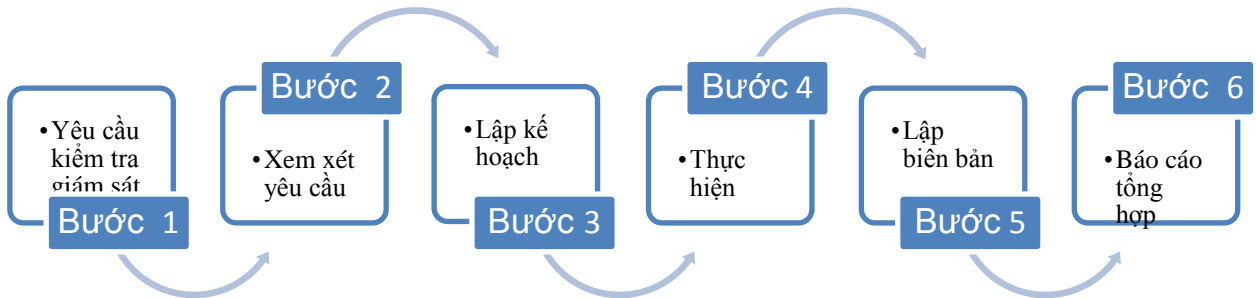 •Yêu cầu
kiểm tra
giám sát
Bước 1
Bước 2
•Xem xét
yêu cầu
•Lập kế
hoạch
Bước 3
Bước 4
•Thực
hiện
•Lập
biên bản
Bước 5
Bước 6
•Báo cáo
tổng
hợp